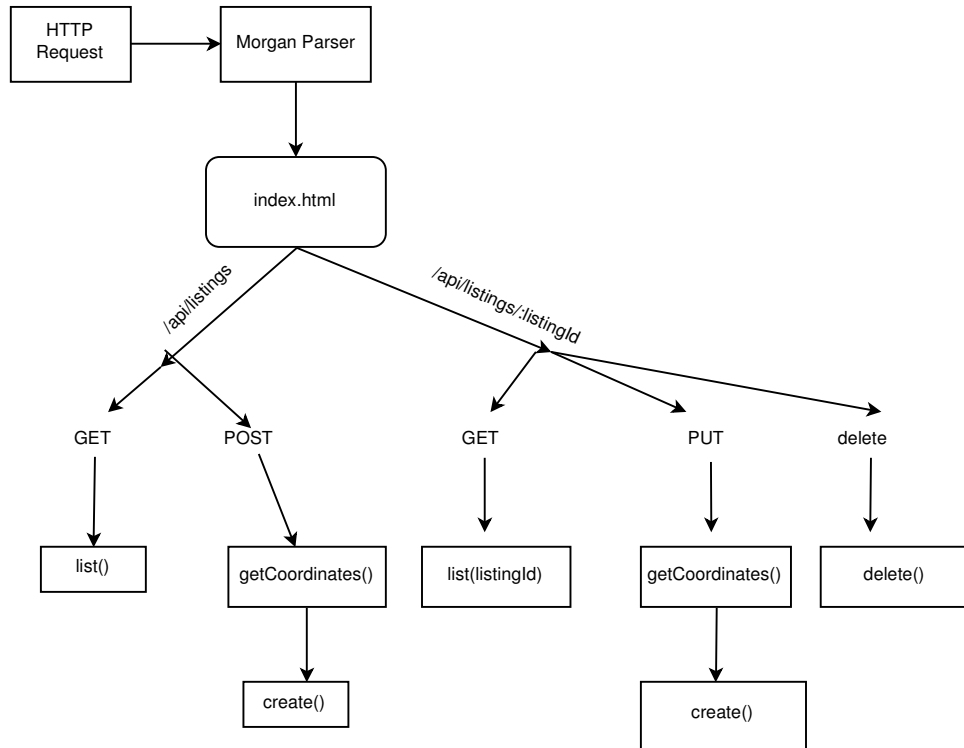 HTTP
Request
Morgan Parser
index.html
/api/listings
/api/listings/:listingId
GET
POST
GET
PUT
delete
list()
getCoordinates()
list(listingId)
getCoordinates()
delete()
create()
create()